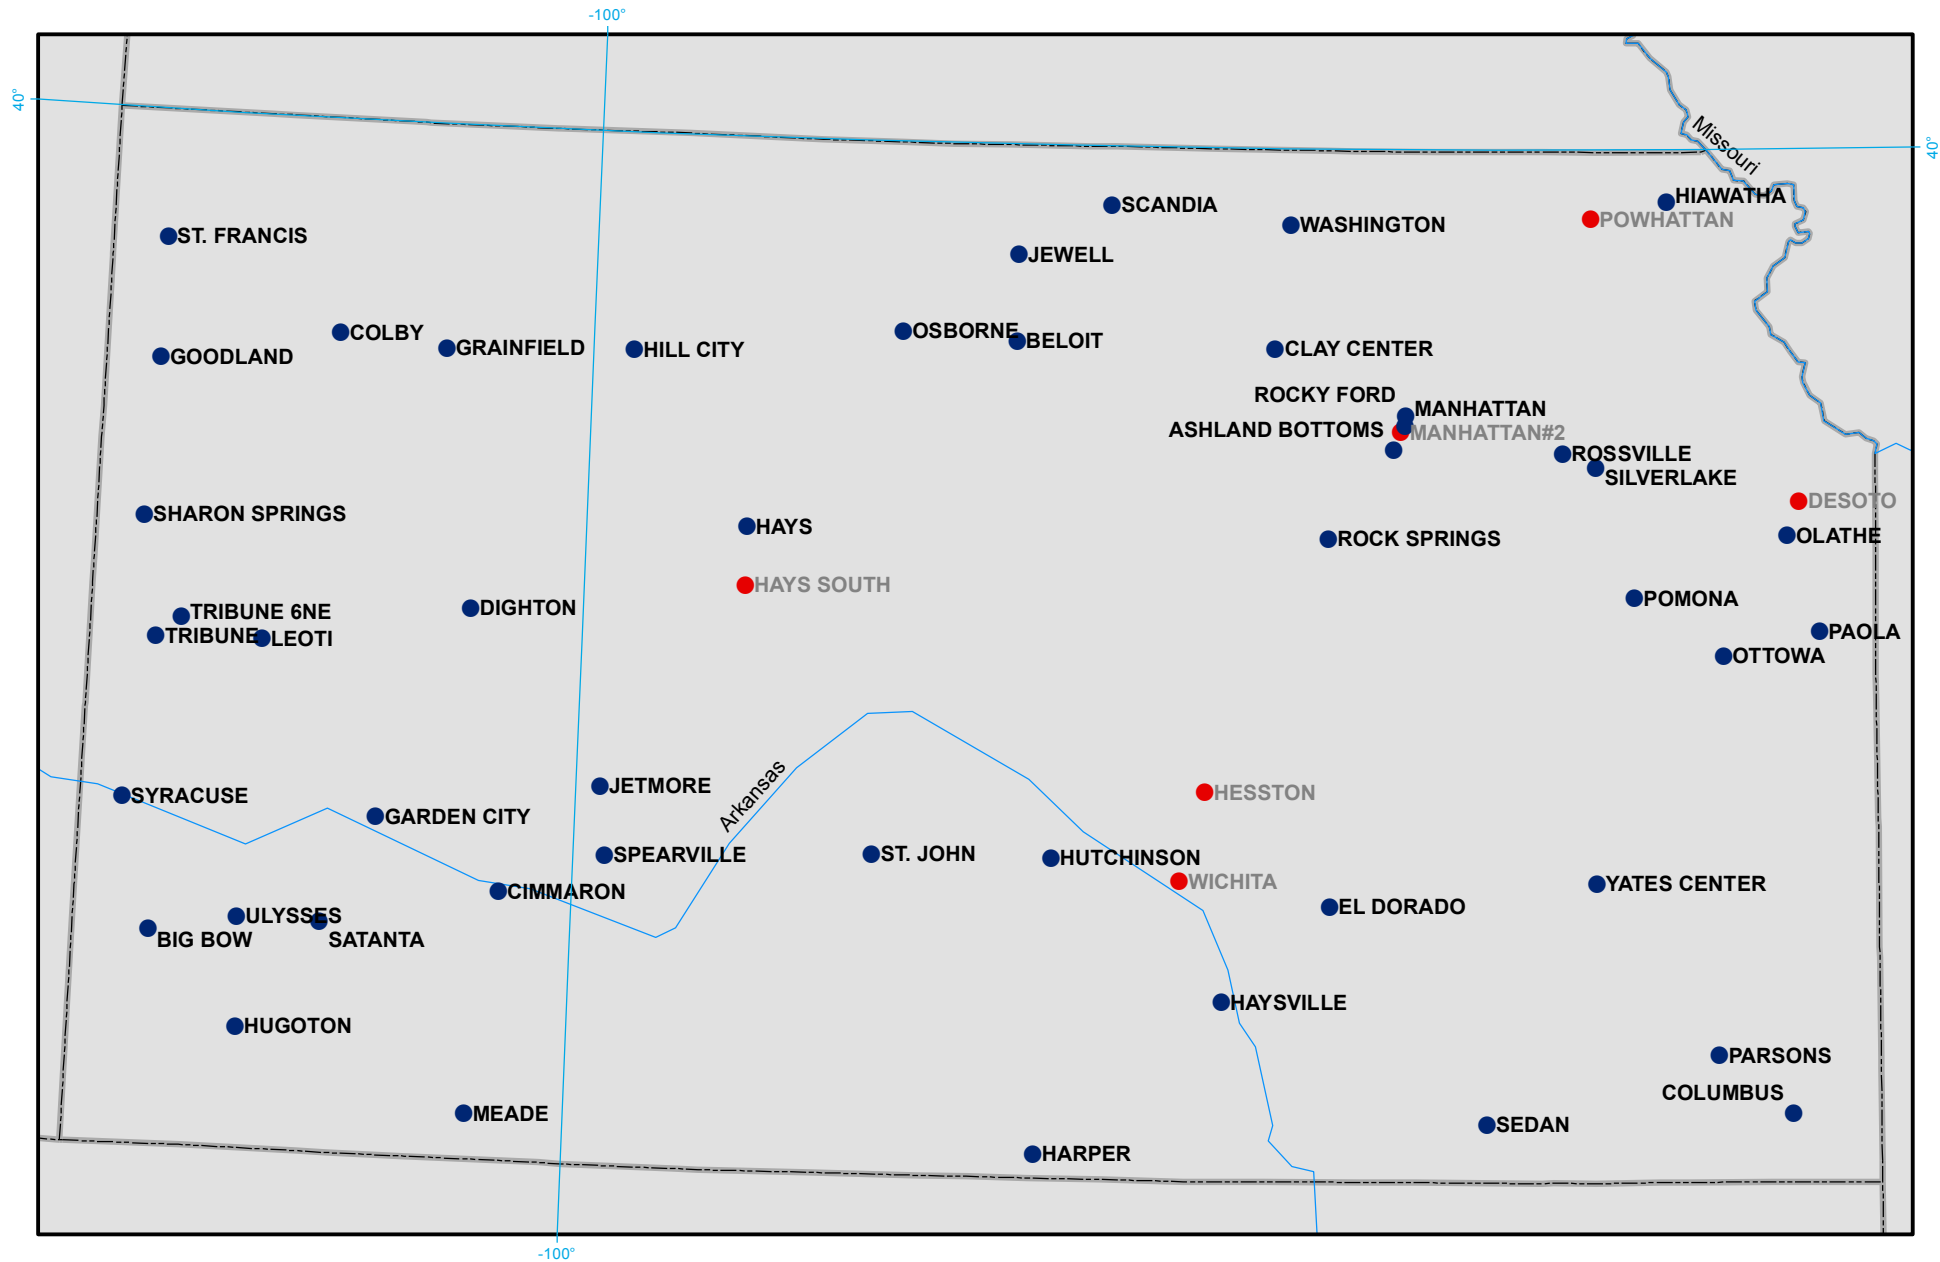 -100°
40°
Missouri
40°
HIAWATHA
SCANDIA
POWHATTAN
WASHINGTON
ST. FRANCIS
JEWELL
OSBORNE
COLBY
BELOIT
GRAINFIELD
HILL CITY
CLAY CENTER
GOODLAND
ROCKY FORD
MANHATTAN
ASHLAND BOTTOMS
MANHATTAN#2
ROSSVILLE
SILVERLAKE
DESOTO
SHARON SPRINGS
HAYS
OLATHE
ROCK SPRINGS
HAYS SOUTH
POMONA
DIGHTON
TRIBUNE 6NE
PAOLA
TRIBUNE
LEOTI
OTTOWA
JETMORE
HESSTON
SYRACUSE
Arkansas
GARDEN CITY
SPEARVILLE
ST. JOHN
HUTCHINSON
WICHITA
YATES CENTER
CIMMARON
EL DORADO
ULYSSES
BIG BOW
SATANTA
HAYSVILLE
HUGOTON
PARSONS
COLUMBUS
MEADE
SEDAN
HARPER
-100°